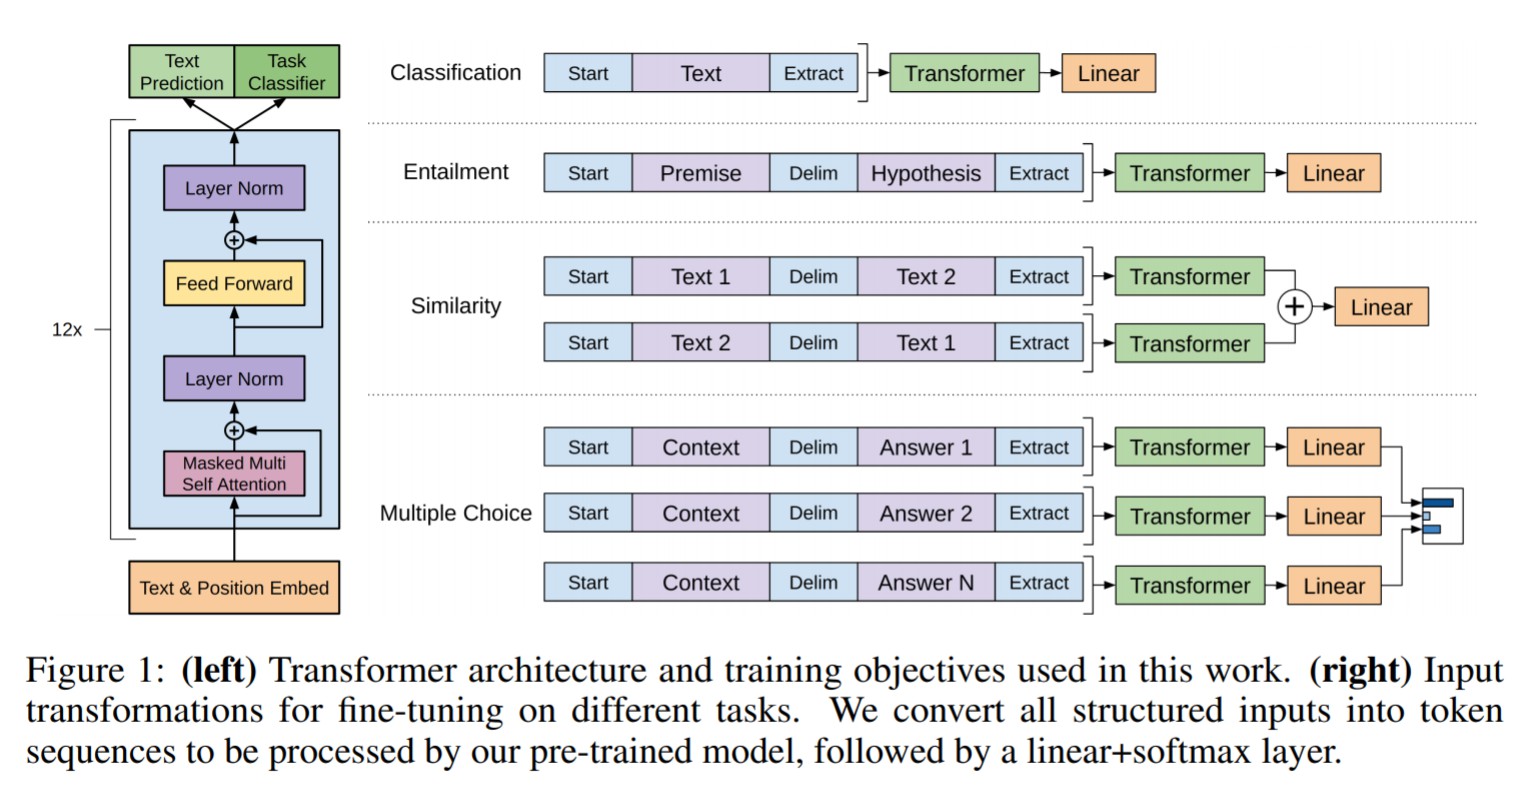 Text
Prediction
Task
Classifier
12x
Layer Norm
+
Feed Forward
Layer Norm
+
Masked Multi
Self Attention
Text & Position Embed
Classification Start Text Extract Transformer Linear
Entailment Start Premise Delim Hypothesis Extract Transformer Linear
Similarity
Start Text 1 Delim Text 2 Extract Transformer
Start Text 2 Delim Text 1 Extract Transformer
+ Linear
Multiple Choice
Start Context Delim Answer 1 Extract Transformer Linear
Start Context Delim Answer 2 Extract Transformer Linear
Start Context Delim Answer N Extract Transformer Linear
Figure 1: (left) Transformer architecture and training objectives used in this work. (right) Input
transformations for fine-tuning on different tasks. We convert all structured inputs into token
sequences to be processed by our pre-trained model, followed by a linear+softmax layer.